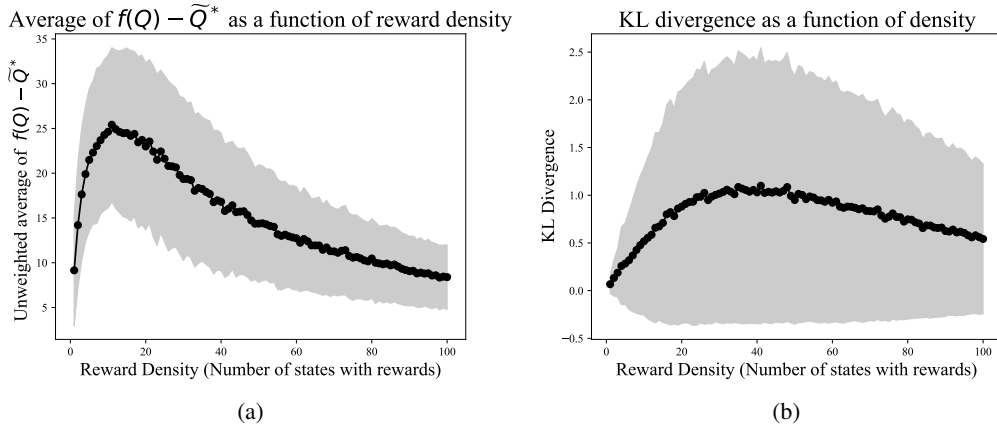 Average of f(Q) − Q̃* as a function of reward density
35
30
25
20
15
10
5
Unweighted average of f(Q) − Q̃*
0 20 40 60 80 100
Reward Density (Number of states with rewards)
(a)
KL divergence as a function of density
2.5
2.0
1.5
1.0
0.5
0.0
−0.5
KL Divergence
0 20 40 60 80 100
Reward Density (Number of states with rewards)
(b)